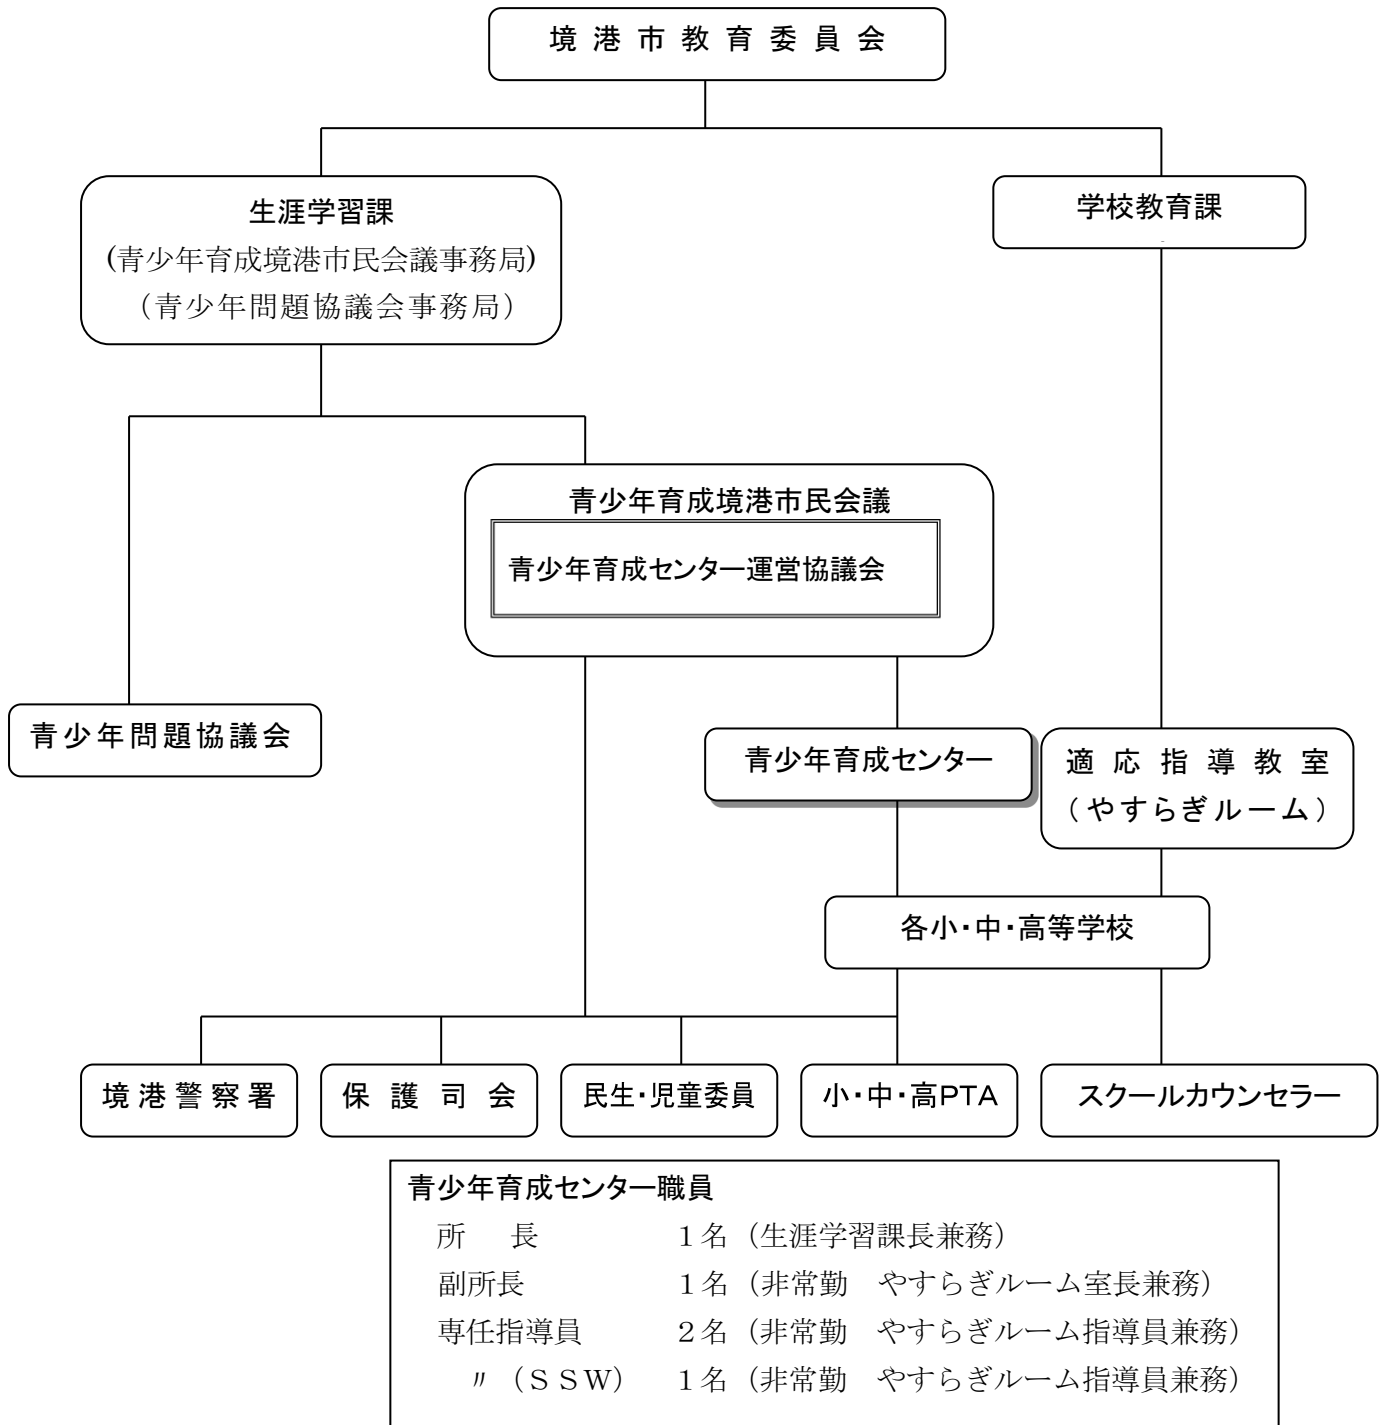 境港市教育委員会
生涯学習課
(青少年育成境港市民会議事務局)
（青少年問題協議会事務局）
学校教育課
青少年育成境港市民会議
青少年育成センター運営協議会
青少年問題協議会
青少年育成センター
適応指導教室
（やすらぎルーム）
各小・中・高等学校
境港警察署
保護司会
民生・児童委員
小・中・高PTA
スクールカウンセラー
青少年育成センター職員
所　長　１名（生涯学習課長兼務）
副所長　１名（非常勤　やすらぎルーム室長兼務）
専任指導員　２名（非常勤　やすらぎルーム指導員兼務）
〃（ＳＳＷ）　１名（非常勤　やすらぎルーム指導員兼務）